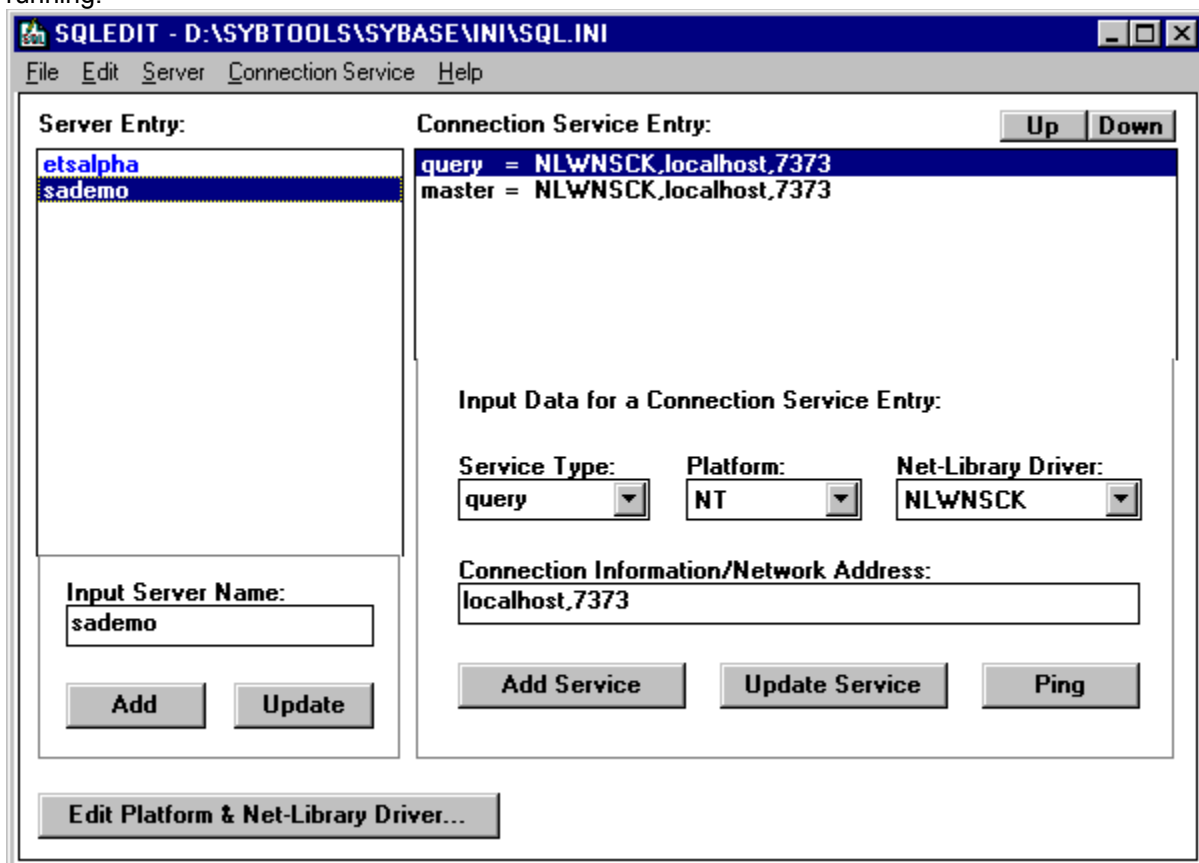 running.
SQLEDIT - D:\SYBTOOLS\SYBASE\INI\SQL.INI
File Edit Server Connection Service Help
Server Entry:
etsalpha
sademo
Connection Service Entry:
Up Down
query = NLWNSCK,localhost,7373
master = NLWNSCK,localhost,7373
Input Data for a Connection Service Entry:
Service Type: Platform: Net-Library Driver:
query NT NLWNSCK
Connection Information/Network Address:
localhost,7373
Add Service Update Service Ping
Input Server Name:
sademo
Add Update
Edit Platform & Net-Library Driver...